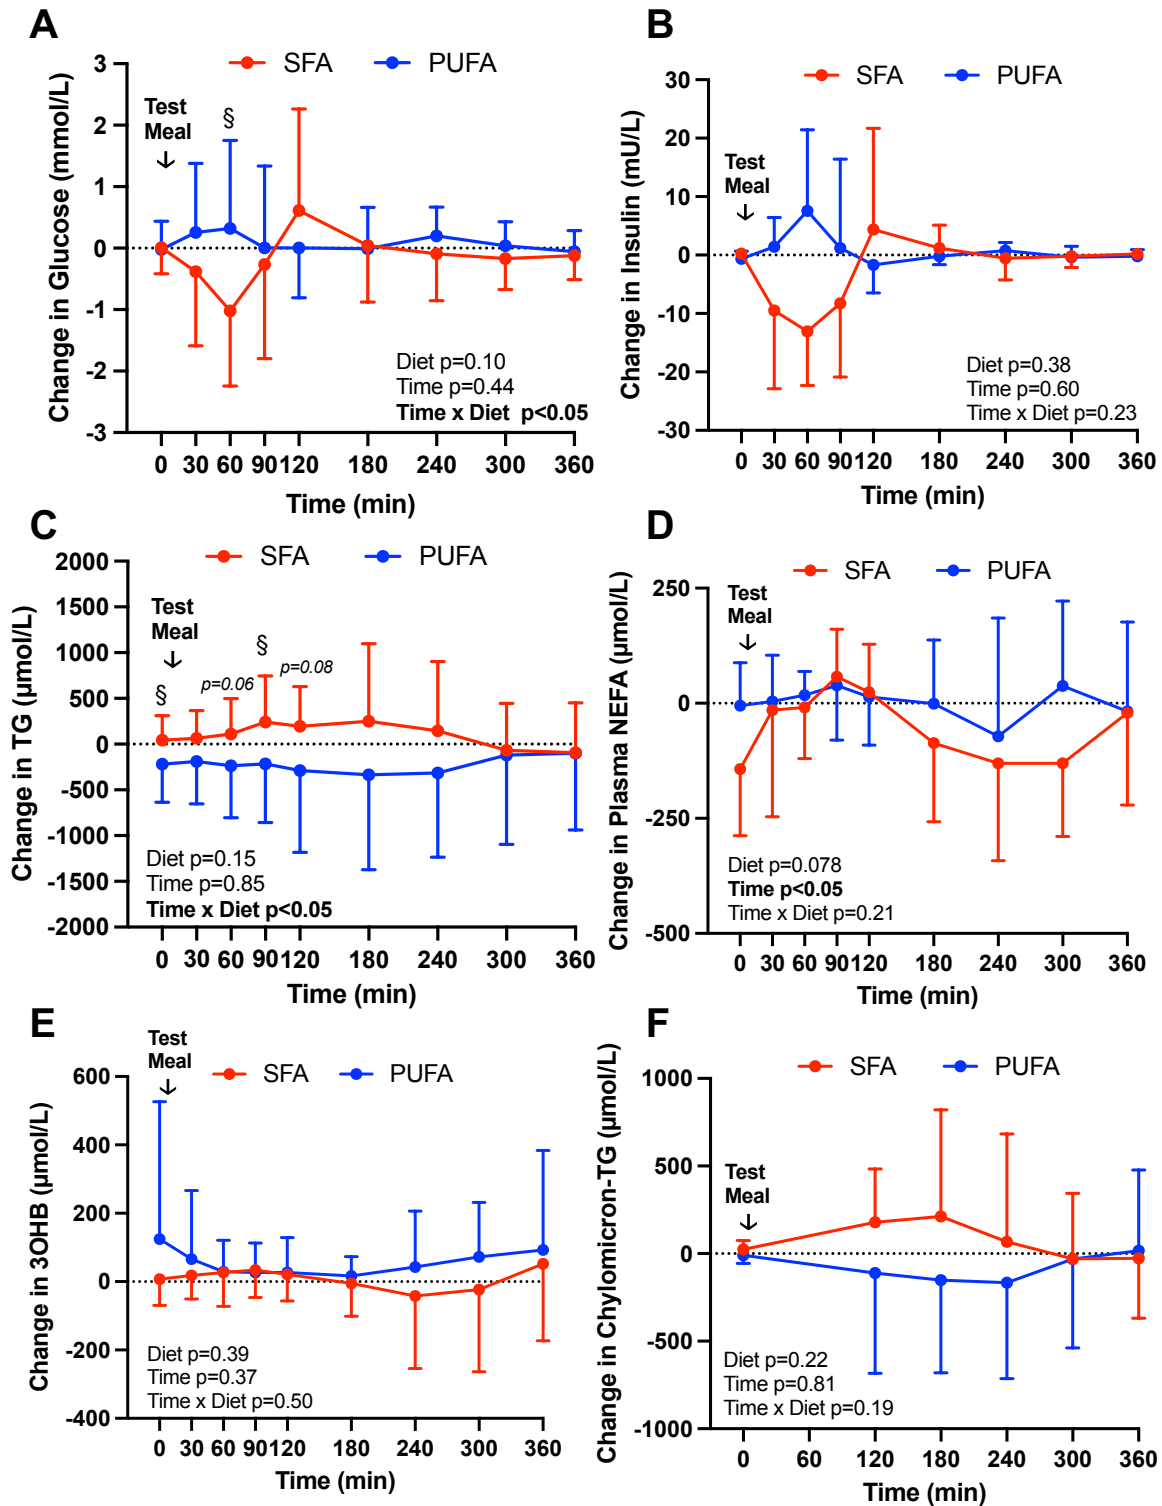 A
SFA PUFA
Test
Meal
§
Change in Glucose (mmol/L)
3
2
1
0
-1
-2
-3
Diet p=0.10
Time p=0.44
Time x Diet p<0.05
0 30 60 90 120 180 240 300 360
Time (min)
B
SFA PUFA
Test
Meal
Change in Insulin (mU/L)
30
20
10
0
-10
-20
-30
Diet p=0.38
Time p=0.60
Time x Diet p=0.23
0 30 60 90 120 180 240 300 360
Time (min)
C
SFA PUFA
Test
Meal
§ p=0.06 § p=0.08
Change in TG (µmol/L)
2000
1500
1000
500
0
-500
-1000
-1500
-2000
Diet p=0.15
Time p=0.85
Time x Diet p<0.05
0 30 60 90 120 180 240 300 360
Time (min)
D
SFA PUFA
Test
Meal
Change in Plasma NEFA (µmol/L)
250
0
-250
-500
Diet p=0.078
Time p<0.05
Time x Diet p=0.21
0 30 60 90 120 180 240 300 360
Time (min)
E
Test
Meal
SFA PUFA
Change in 3OHB (µmol/L)
600
400
200
0
-200
-400
Diet p=0.39
Time p=0.37
Time x Diet p=0.50
0 30 60 90 120 180 240 300 360
Time (min)
F
SFA PUFA
Test
Meal
Change in Chylomicron-TG (µmol/L)
1000
500
0
-500
-1000
Diet p=0.22
Time p=0.81
Time x Diet p=0.19
0 60 120 180 240 300 360
Time (min)